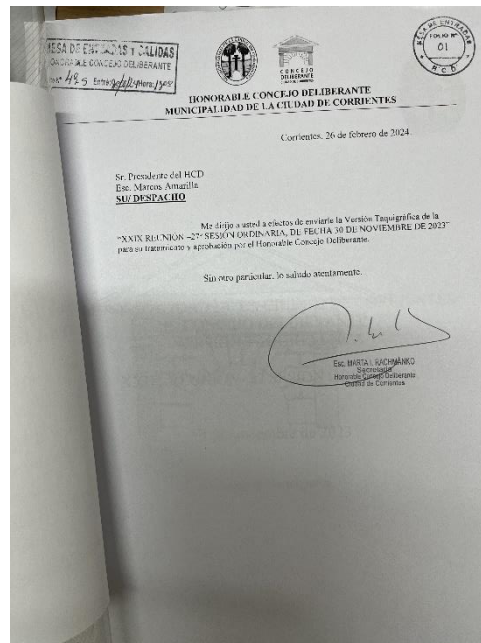 MESA DE ENTRADAS Y SALIDAS
HONORABLE CONCEJO DELIBERANTE
MESA DE ENTRADAS
FOLIO Nº
01
H C D
CONCEJO
DELIBERANTE
HONORABLE CONCEJO DELIBERANTE
MUNICIPALIDAD DE LA CIUDAD DE CORRIENTES
Corrientes, 26 de febrero de 2024.
Sr. Presidente del HCD
Esc. Marcos Amarilla
SU/ DESPACHO
Me dirijo a usted a efectos de enviarle la Versión Taquigráfica de la
"XXIX REUNIÓN –27º SESIÓN ORDINARIA, DE FECHA 30 DE NOVIEMBRE DE 2023"
para su tratamiento y aprobación por el Honorable Concejo Deliberante.
Sin otro particular, lo saludo atentamente.
Esc. MARTA I. RACHMANKO
Secretaria
Honorable Concejo Deliberante
Ciudad de Corrientes